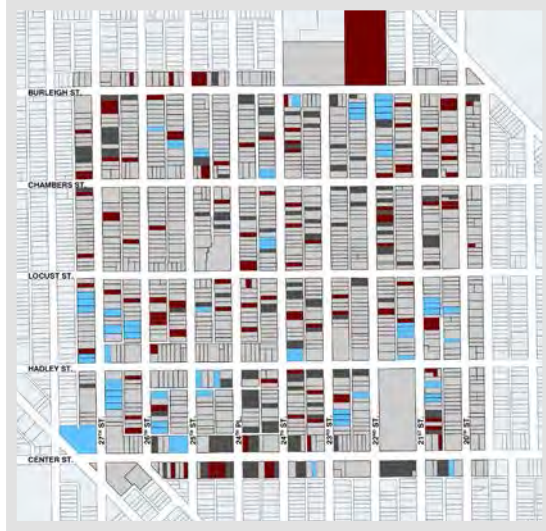 BURLEIGH ST.
CHAMBERS ST.
LOCUST ST.
HADLEY ST.
27TH ST
26TH ST.
25TH ST
24TH PL.
24TH ST
23RD ST.
22ND ST
21ST ST
20TH ST
CENTER ST.